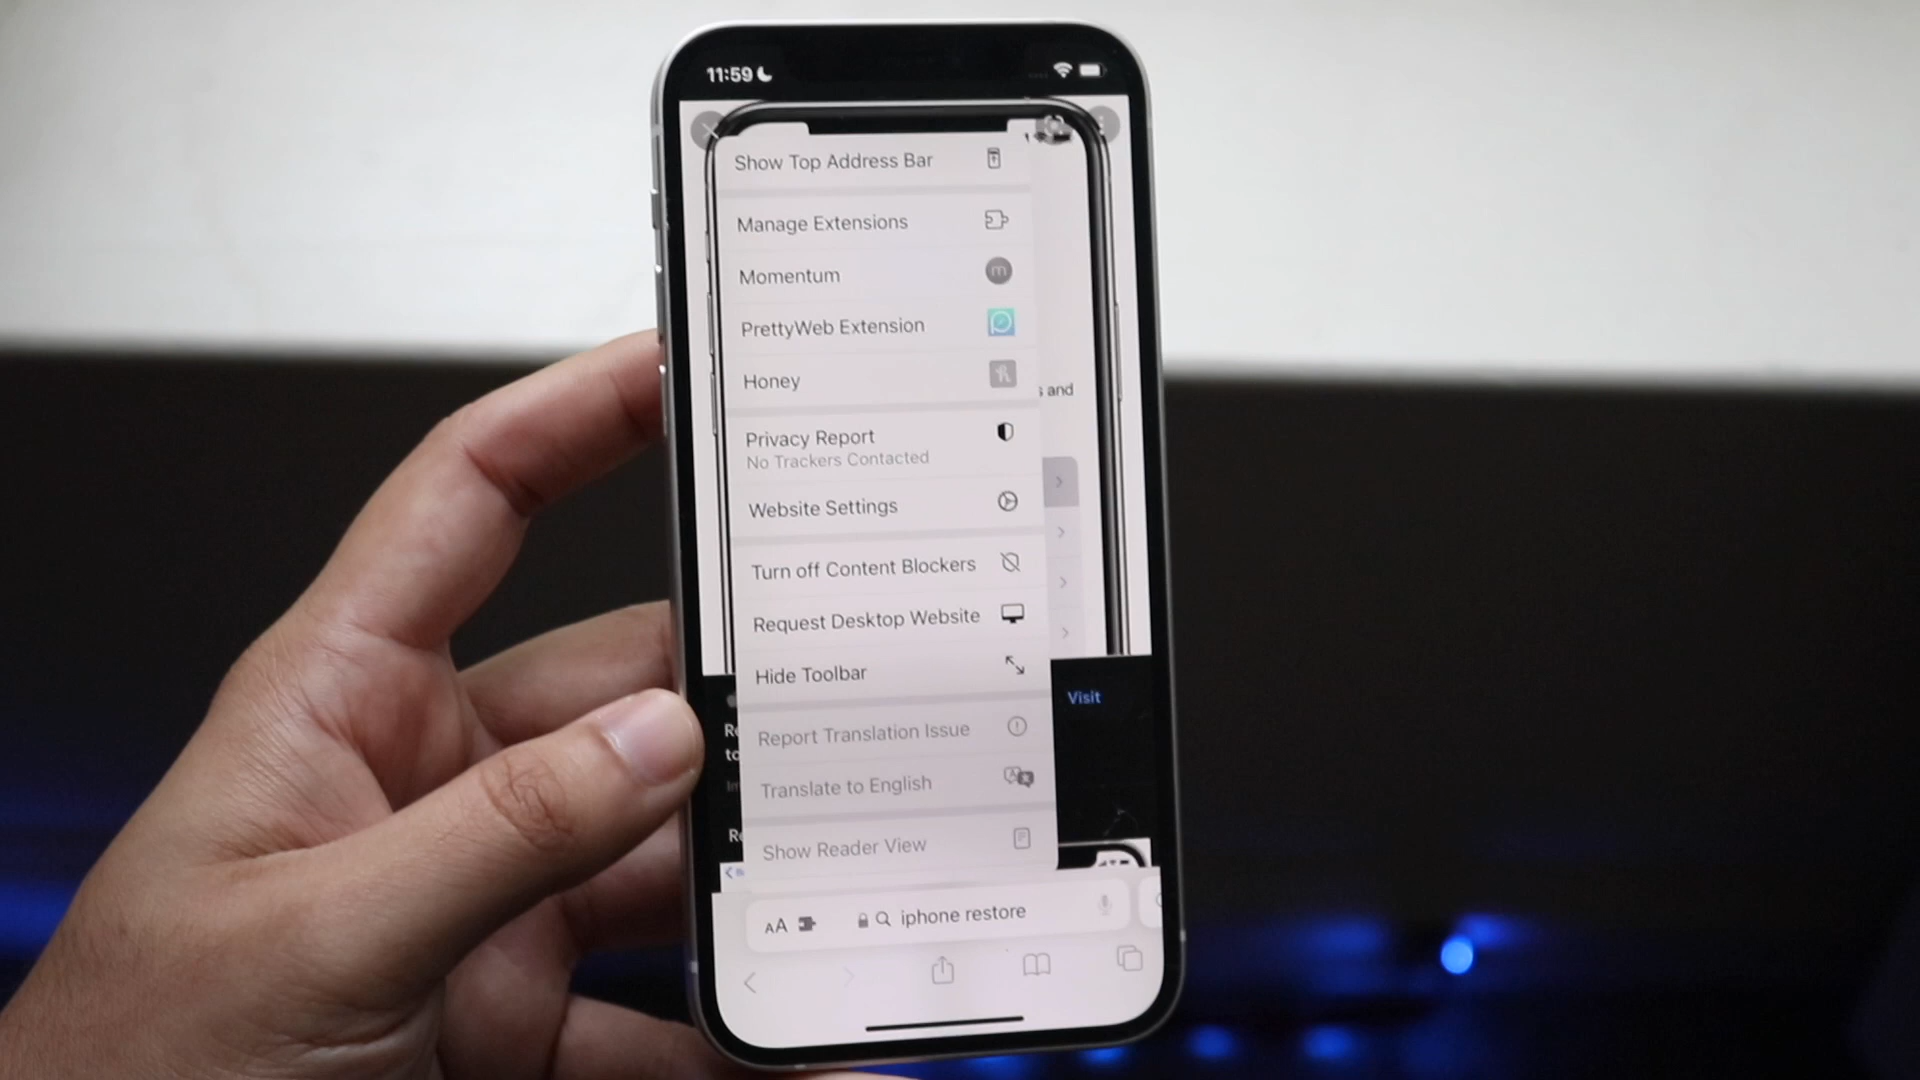 11:59
Show Top Address Bar
Manage Extensions
Momentum
m
PrettyWeb Extension
Honey
and
Privacy Report
No Trackers Contacted
Website Settings
Turn off Content Blockers
Request Desktop Website
Hide Toolbar
Visit
Report Translation Issue
Translate to English
Show Reader View
AA
iphone restore